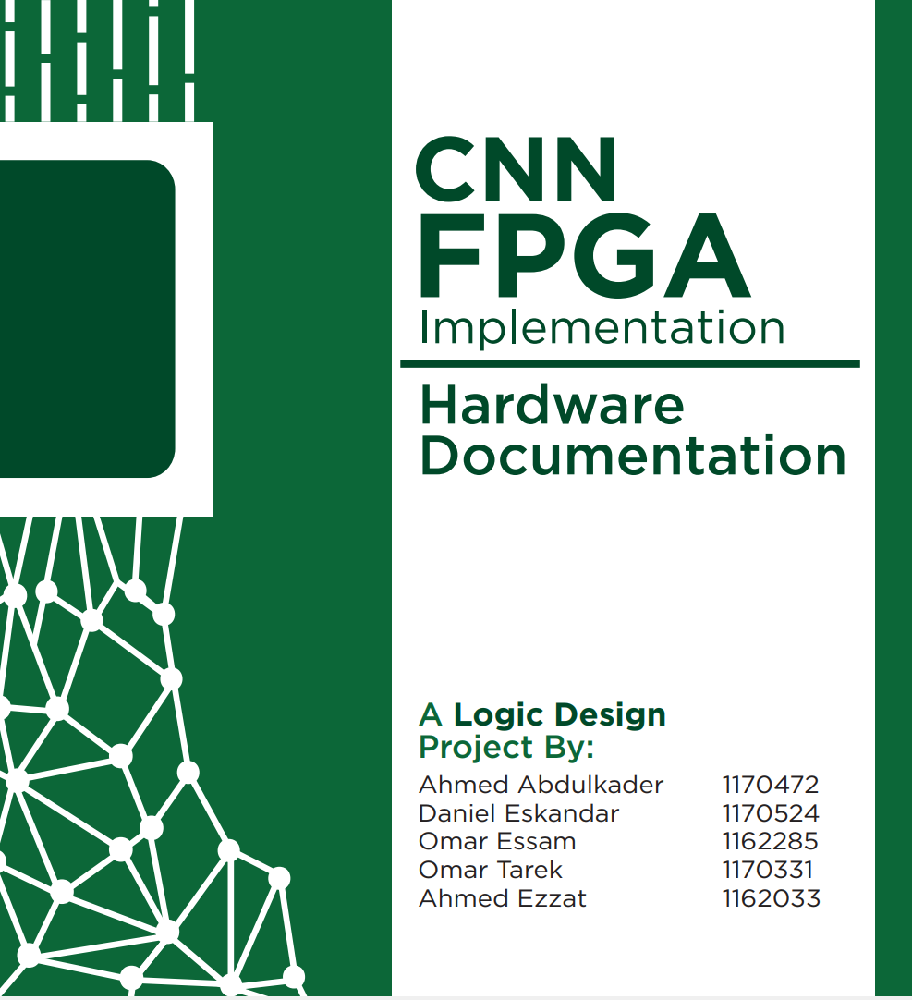 CNN
FPGA
Implementation
Hardware
Documentation
A Logic Design
Project By:
Ahmed Abdulkader 1170472
Daniel Eskandar 1170524
Omar Essam 1162285
Omar Tarek 1170331
Ahmed Ezzat 1162033